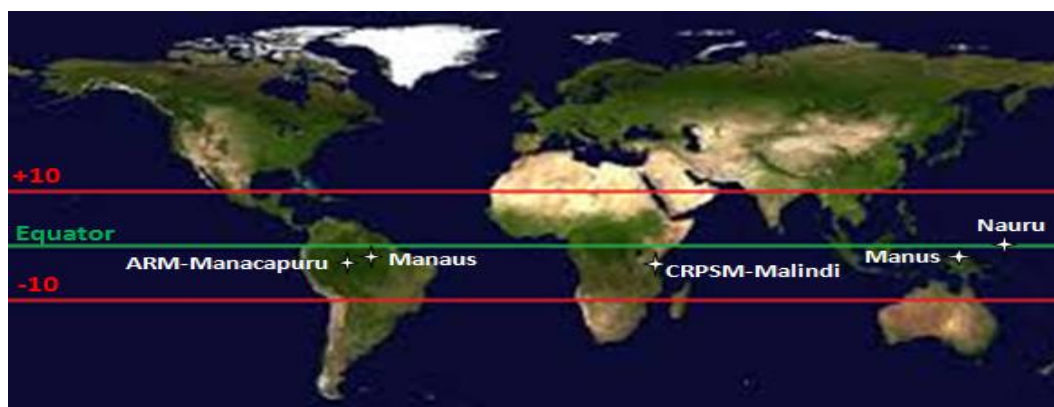 +10
Nauru
Equator
ARM-Manacapuru
Manaus
Manus
CRPSM-Malindi
-10